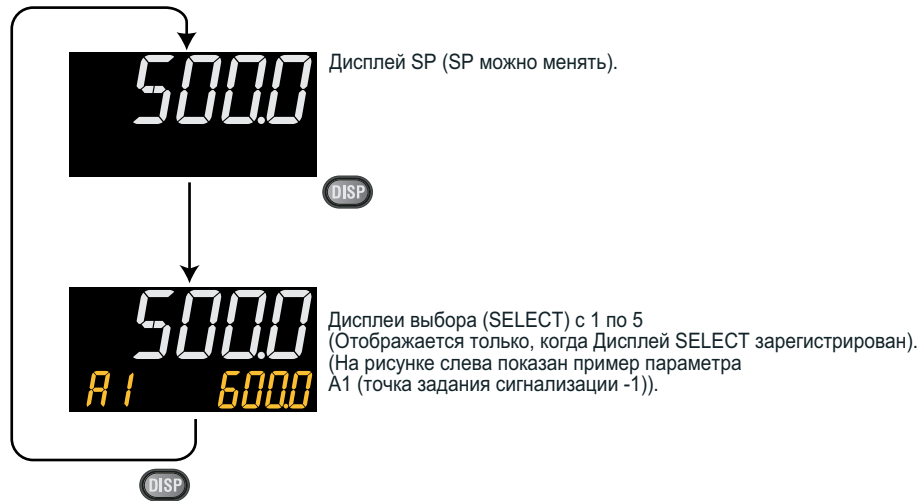 500.0
Дисплей SP (SP можно менять).
DISP
500.0
A1 600.0
Дисплеи выбора (SELECT) с 1 по 5
(Отображается только, когда Дисплей SELECT зарегистрирован).
(На рисунке слева показан пример параметра
A1 (точка задания сигнализации -1)).
DISP